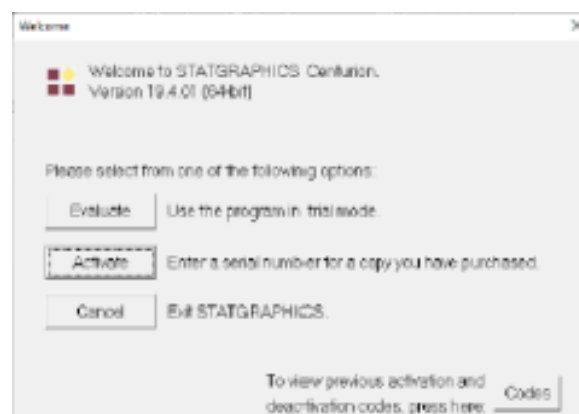 Welcome
Welcome to STATGRAPHICS Centurion.
Version 19.4.01 (64-bit)
Please select from one of the following options:
Evaluate Use the program in trial mode.
Activate Enter a serial number for a copy you have purchased.
Cancel Exit STATGRAPHICS.
To view previous activation and
deactivation codes, press here: Codes